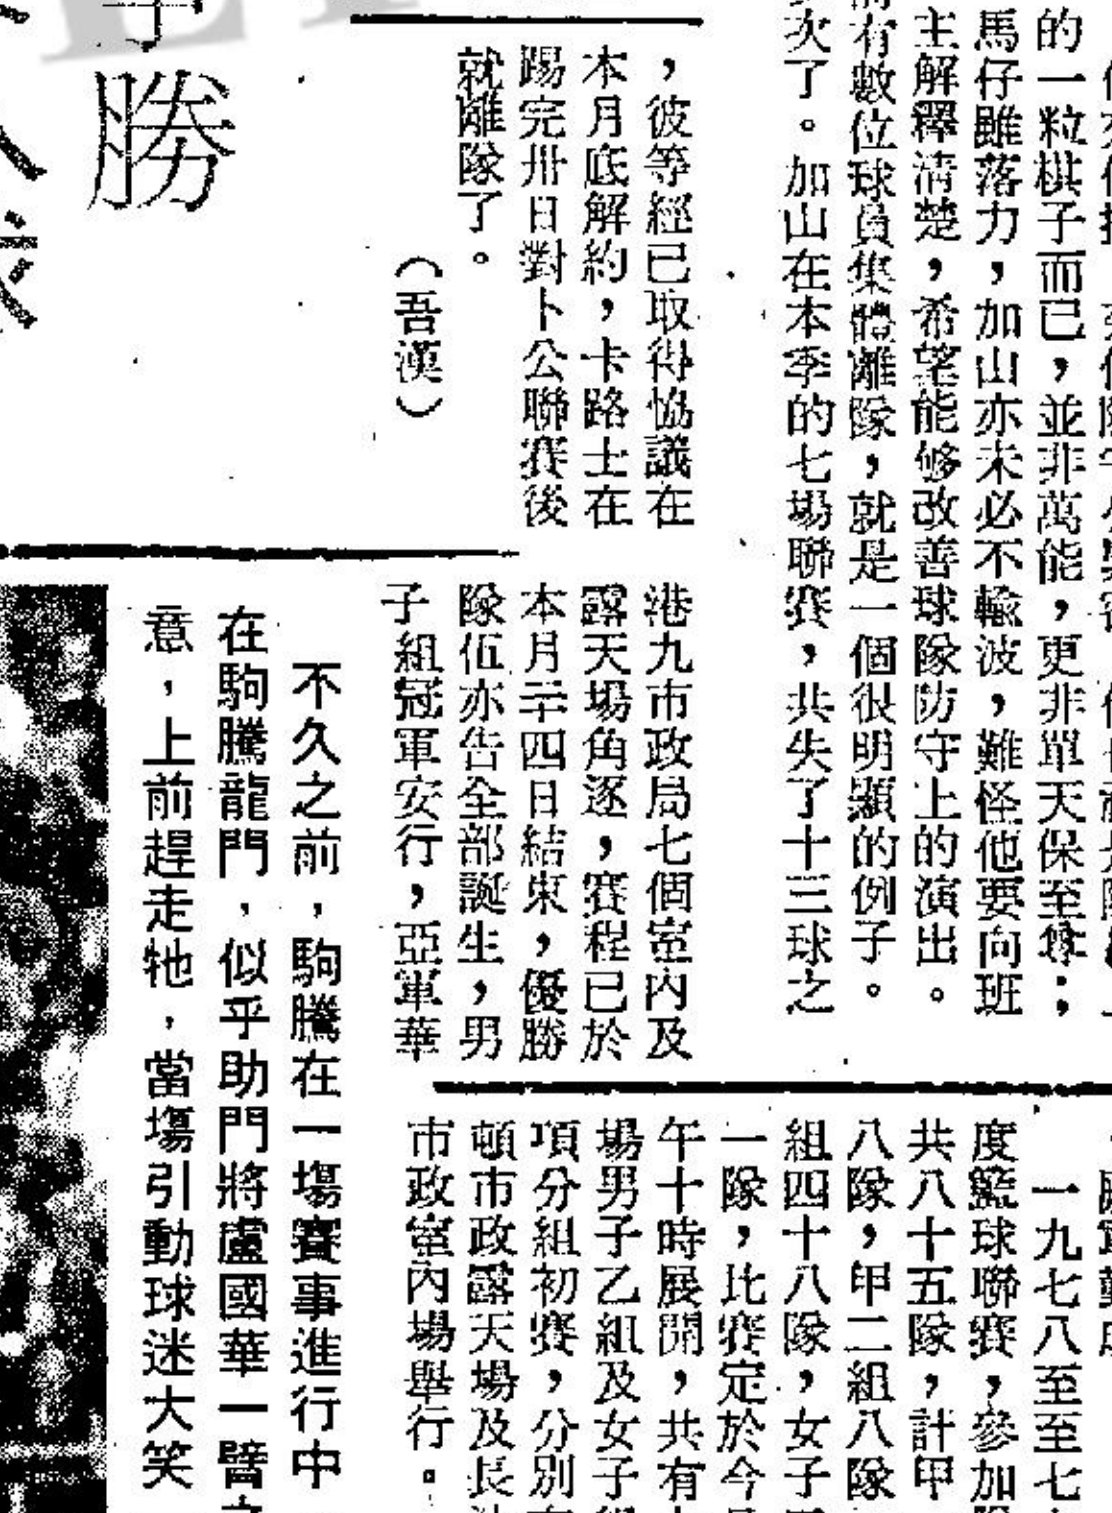 的一粒棋子而已，並非萬能，更非單天保至尊；
馬仔雖落力，加山亦未必不輸波，難怪他要向班
主解釋清楚，希望能够改善球隊防守上的演出。
有數位球員集體離隊，就是一個很明顯的例子。
次了。加山在本季的七場聯賽，共失了十三球之
，彼等經已取得協議在
本月底解約，卡路士在
踢完卅日對卜公聯賽後
就離隊了。
（吾漢）
勝
港九市政局七個室內及
露天場角逐，賽程已於
本月二十四日結束，優勝
隊伍亦告全部誕生，男
子組冠軍安行，亞軍華
一九七八至七
度籃球聯賽，參加
共八十五隊，計甲
八隊，甲二組八隊
組四十八隊，女子
一隊，比賽定於今
午十時展開，共有
場男子乙組及女子
項分組初賽，分別
頓市政露天場及長
市政室內場舉行。
不久之前，駒騰在一場賽事進行中
在駒騰龍門，似乎助門將盧國華一臂
意，上前趕走牠，當場引動球迷大笑